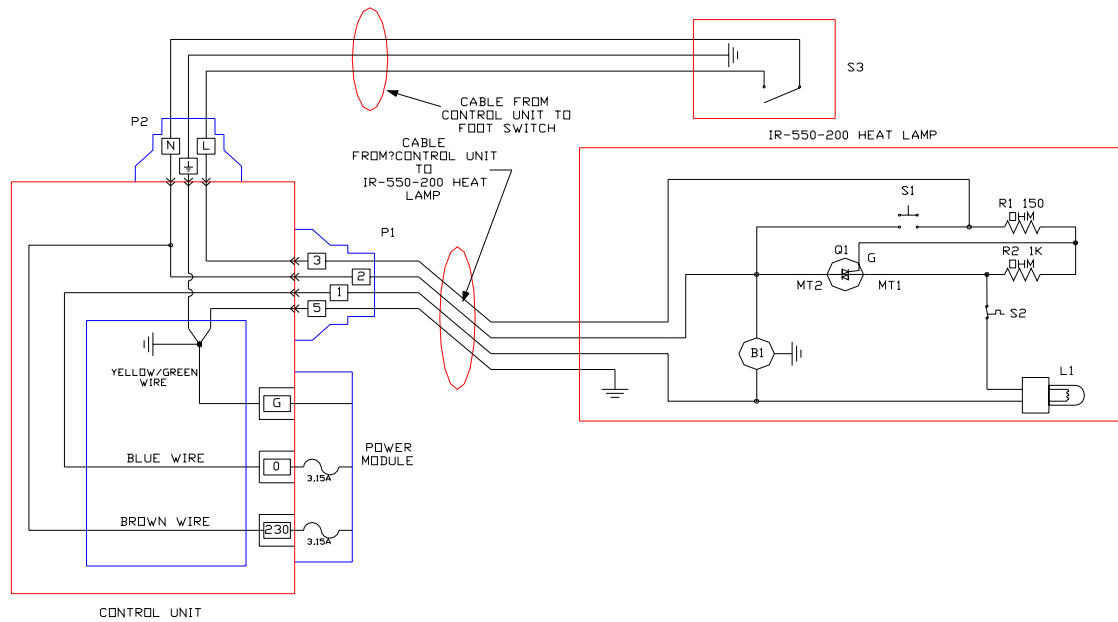 S3
CABLE FROM
CONTROL UNIT TO
FOOT SWITCH
P2
N
L
IR-550-200 HEAT LAMP
CABLE
FROM?CONTROL UNIT
TO
IR-550-200 HEAT
LAMP
S1
R1 150
OHM
P1
3
2
1
5
Q1
G
R2 1K
OHM
MT2
MT1
S2
B1
L1
YELLOW/GREEN
WIRE
G
POWER
MODULE
BLUE WIRE
0
3.15A
BROWN WIRE
230
3.15A
CONTROL UNIT